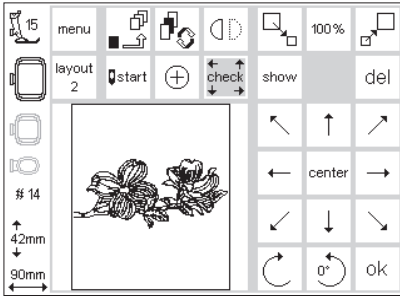 15
menu
100%
layout
2
start
check
show
del
center
# 14
42mm
90mm
0°
ok